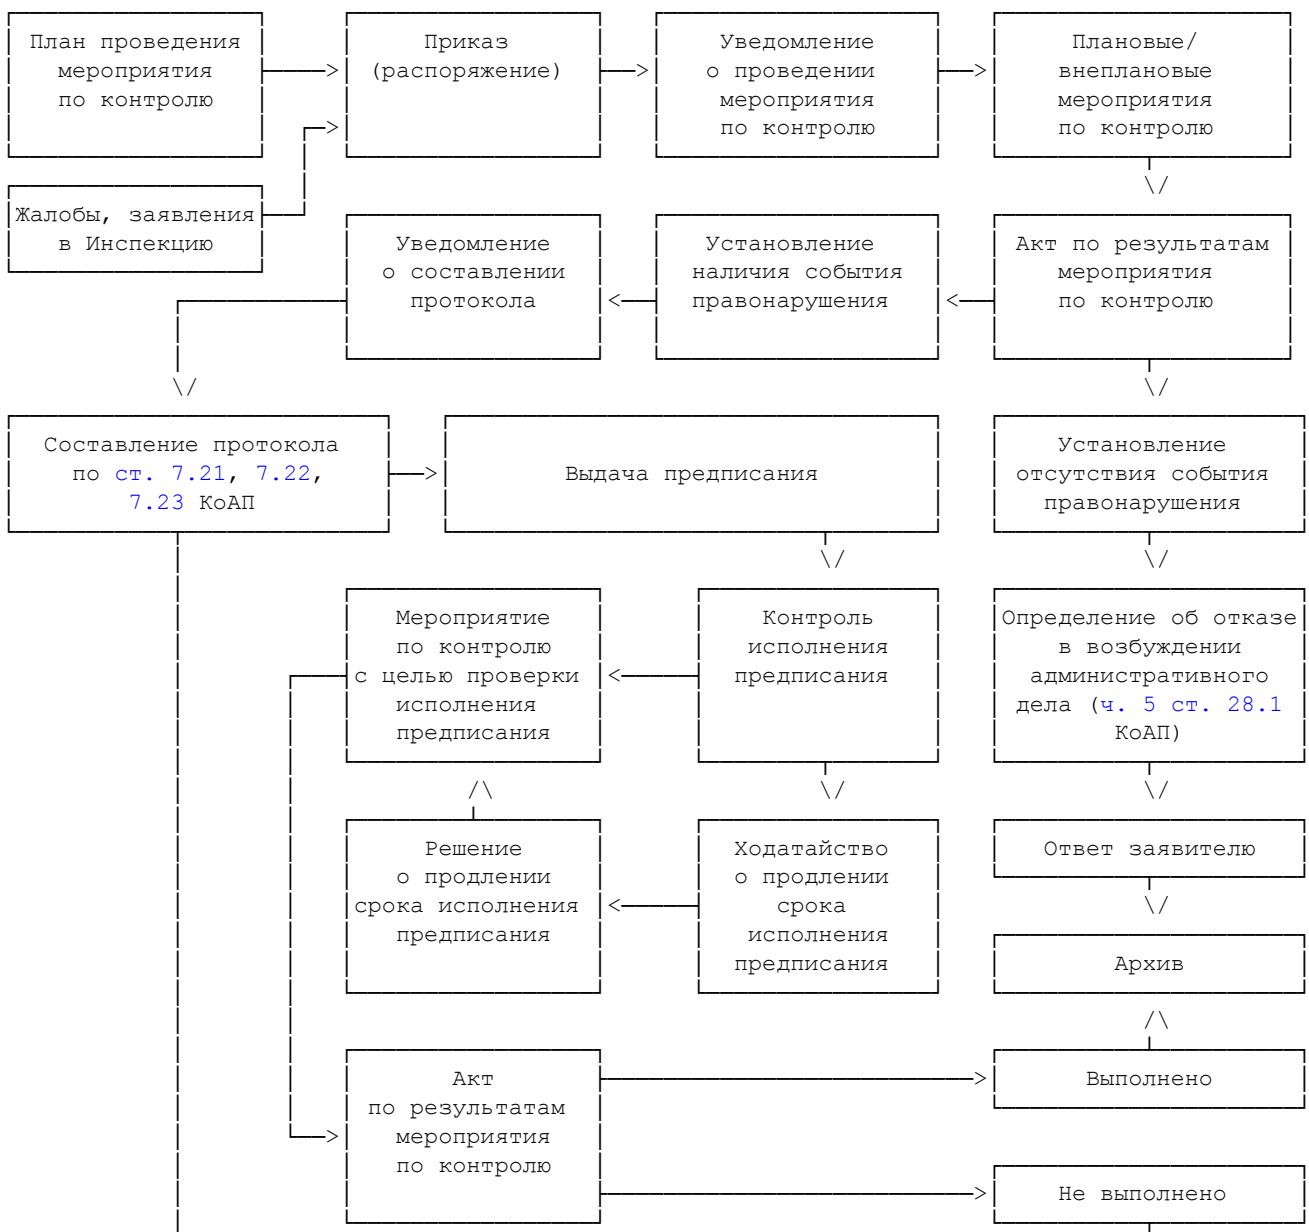 План проведения
мероприятия
по контролю
Приказ
(распоряжение)
Уведомление
о проведении
мероприятия
по контролю
Плановые/
внеплановые
мероприятия
по контролю
Жалобы, заявления
в Инспекцию
Уведомление
о составлении
протокола
Установление
наличия события
правонарушения
Акт по результатам
мероприятия
по контролю
Составление протокола
по ст. 7.21, 7.22,
7.23 КоАП
Выдача предписания
Установление
отсутствия события
правонарушения
Мероприятие
по контролю
с целью проверки
исполнения
предписания
Контроль
исполнения
предписания
Определение об отказе
в возбуждении
административного
дела (ч. 5 ст. 28.1
КоАП)
Решение
о продлении
срока исполнения
предписания
Ходатайство
о продлении
срока
исполнения
предписания
Ответ заявителю
Архив
Акт
по результатам
мероприятия
по контролю
Выполнено
Не выполнено